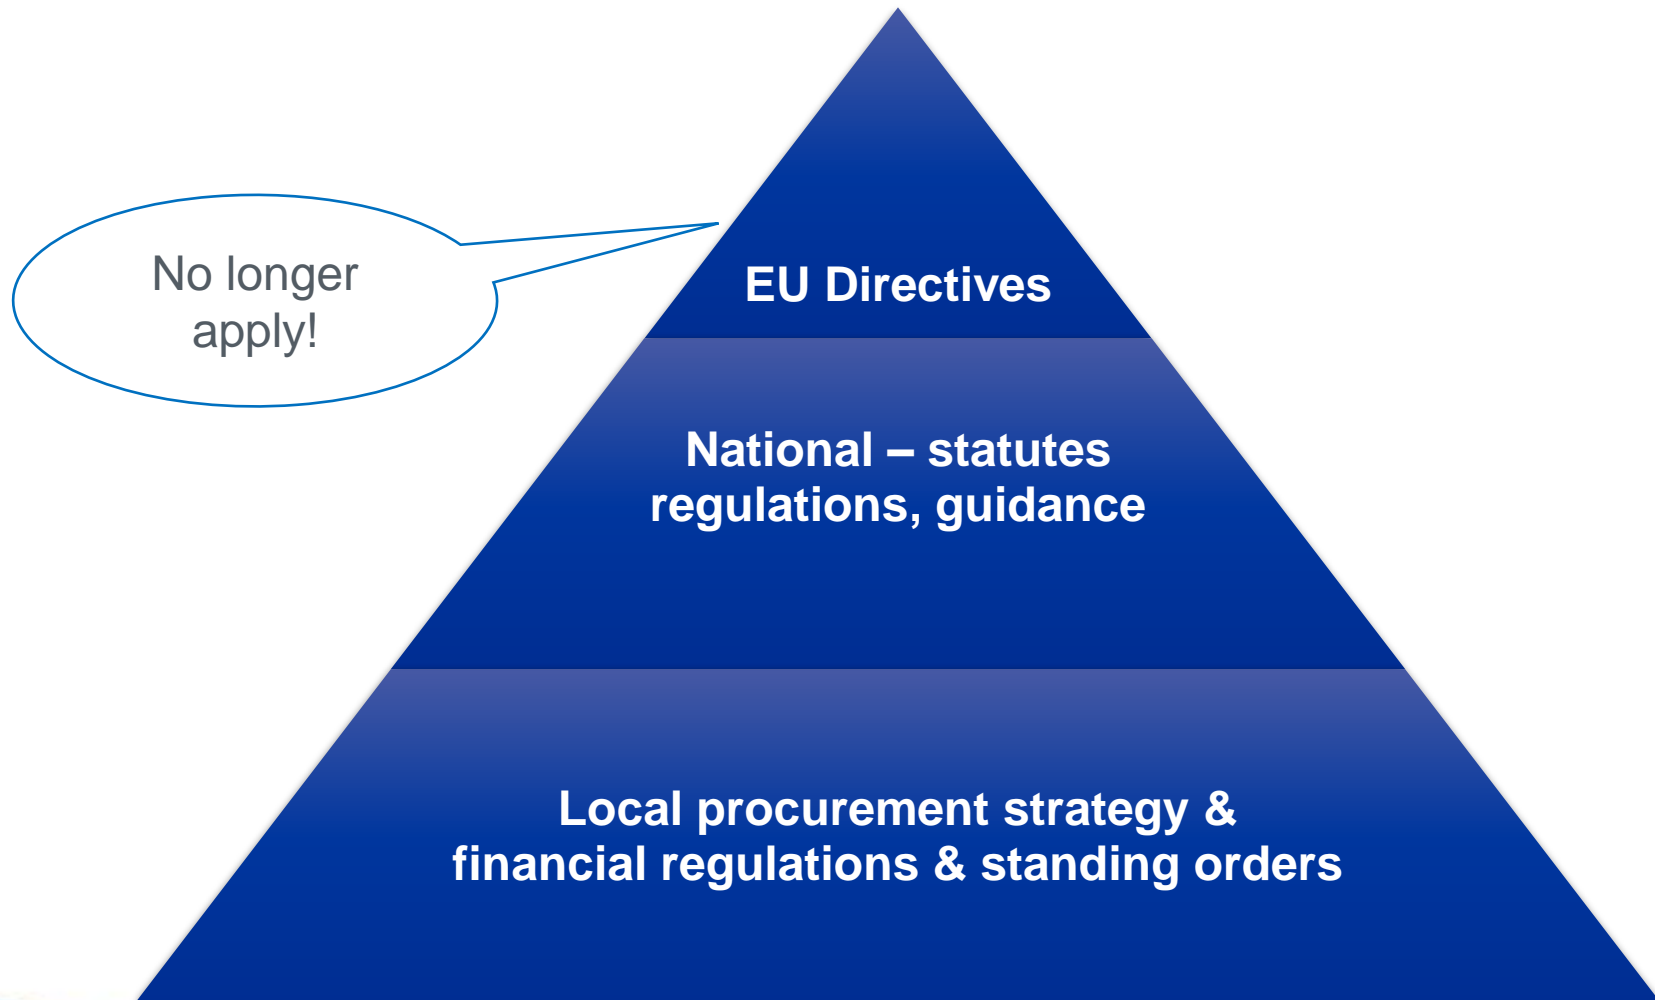 No longer
apply!
EU Directives
National – statutes
regulations, guidance
Local procurement strategy &
financial regulations & standing orders